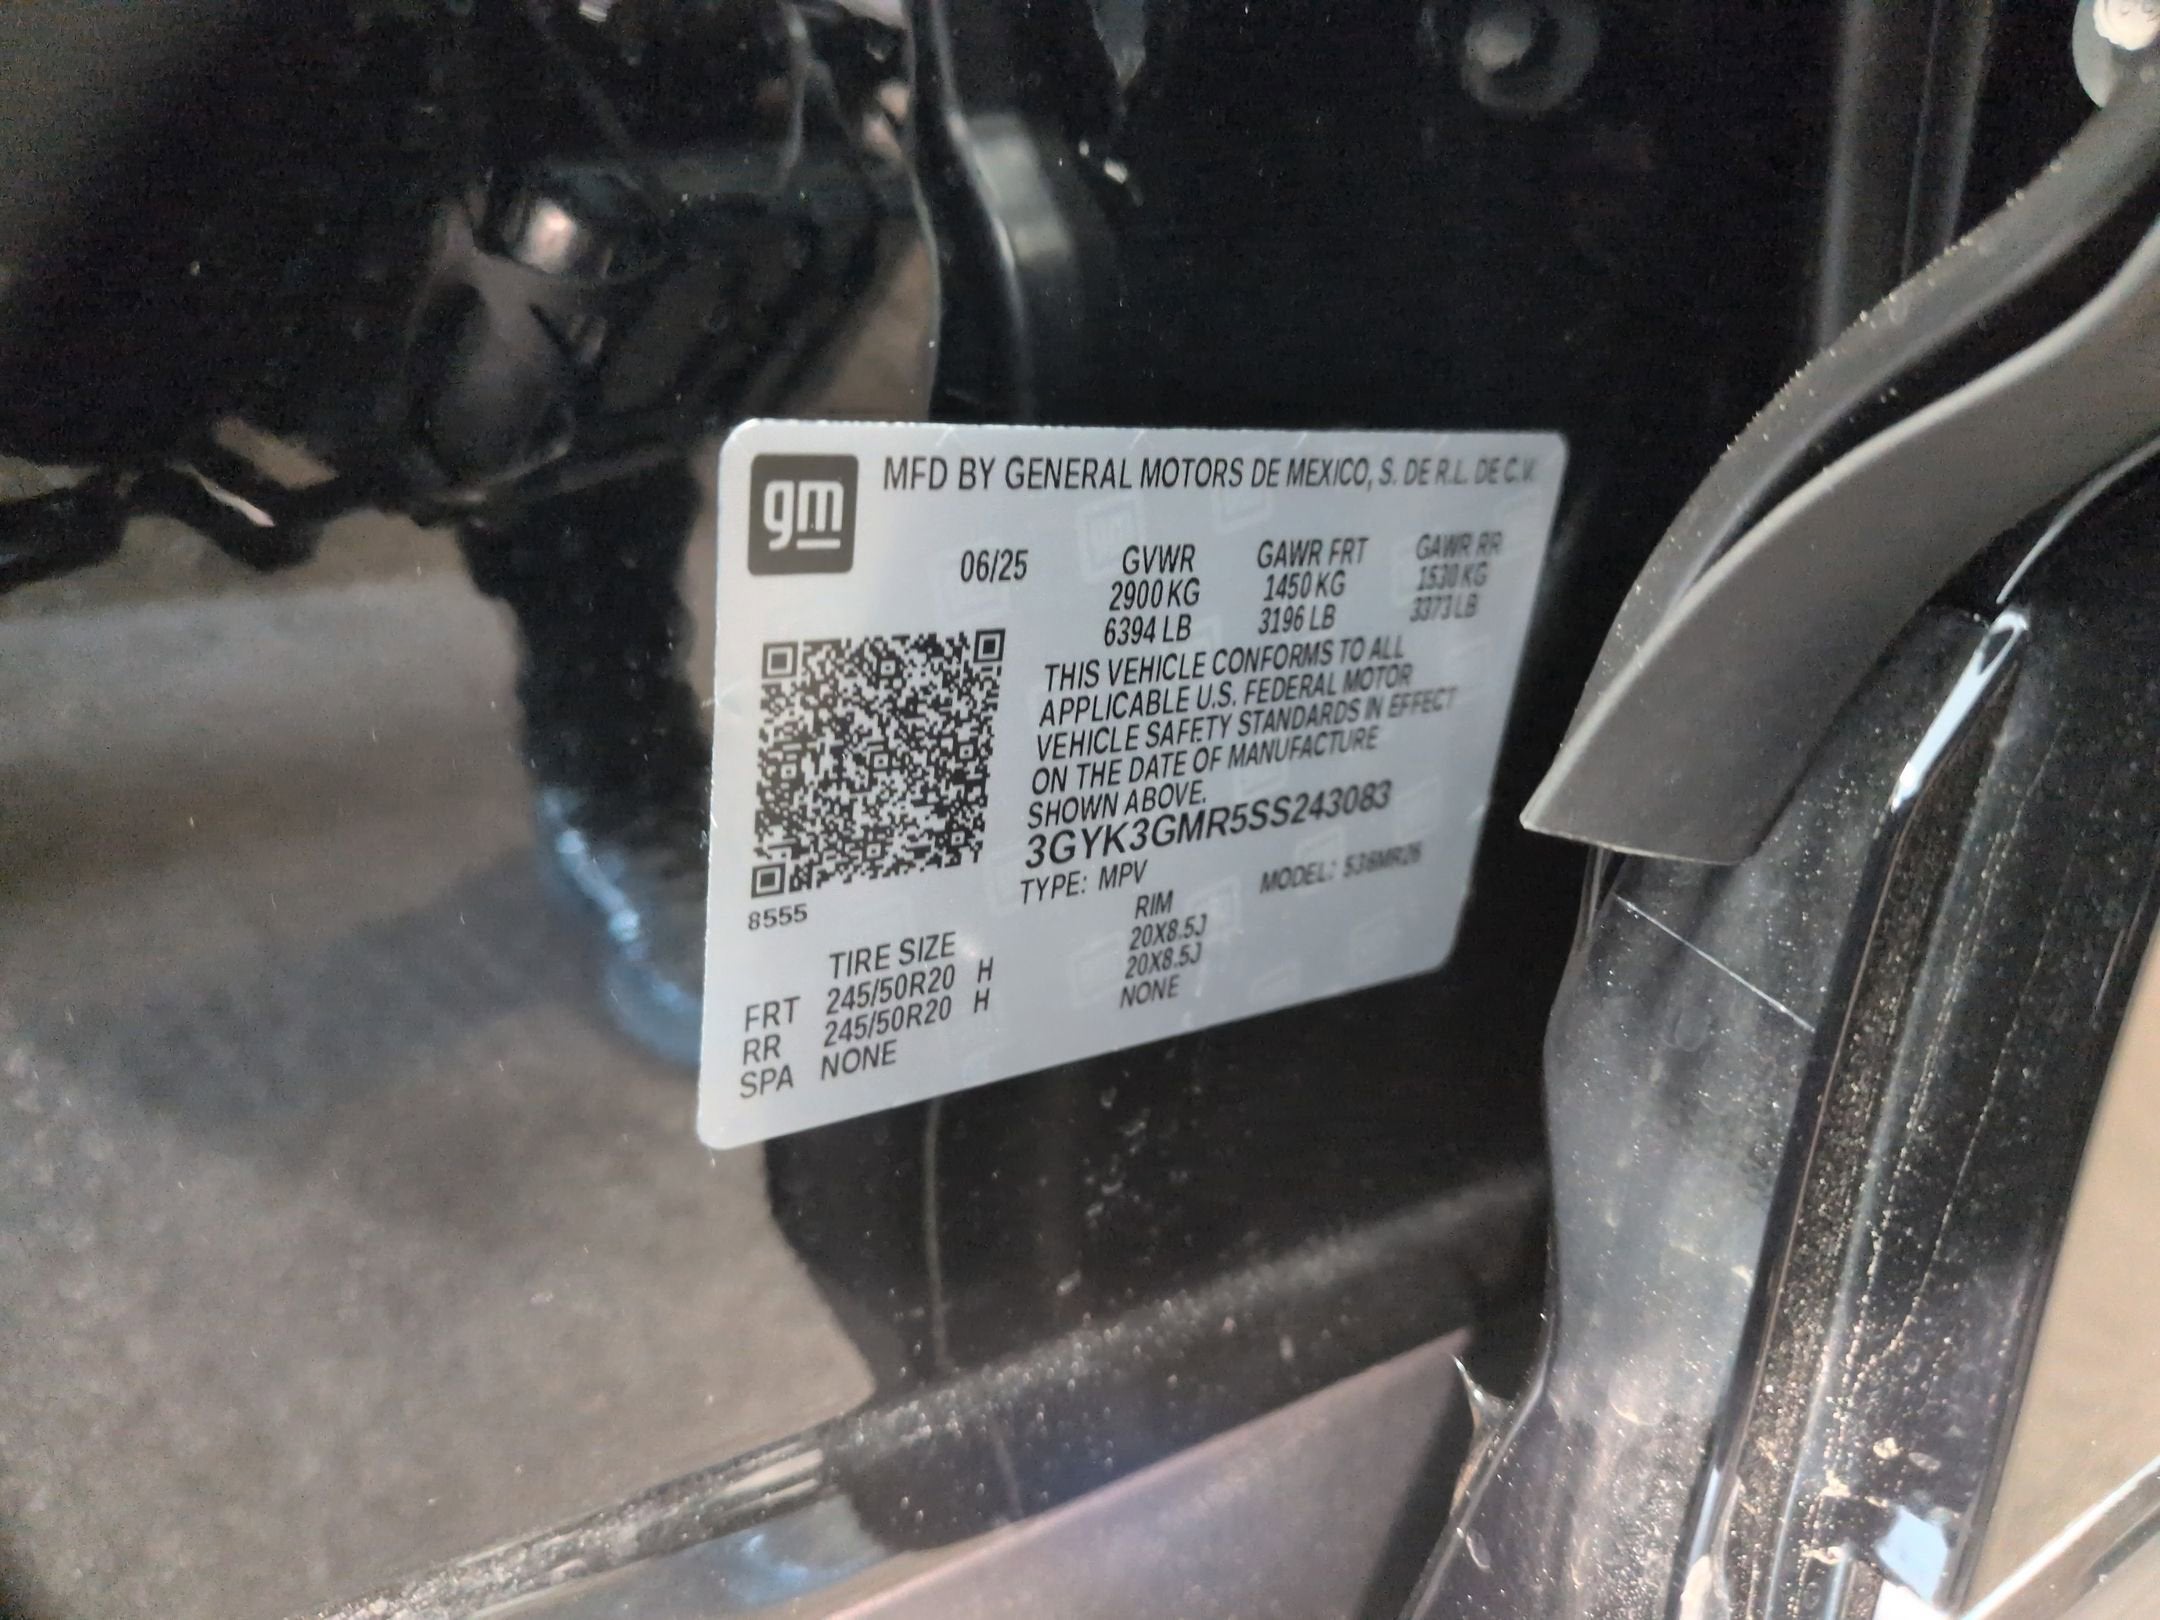 gm
MFD BY GENERAL MOTORS DE MEXICO, S. DE R.L. DE C.V.
06/25 GVWR GAWR FRT GAWR RR
2900 KG 1450 KG 1530 KG
6394 LB 3196 LB 3373 LB
THIS VEHICLE CONFORMS TO ALL
APPLICABLE U.S. FEDERAL MOTOR
VEHICLE SAFETY STANDARDS IN EFFECT
ON THE DATE OF MANUFACTURE
SHOWN ABOVE.
3GYK3GMR5SS243083
TYPE: MPV MODEL: 536MR26
8555
TIRE SIZE RIM
FRT 245/50R20 H 20X8.5J
RR 245/50R20 H 20X8.5J
SPA NONE NONE